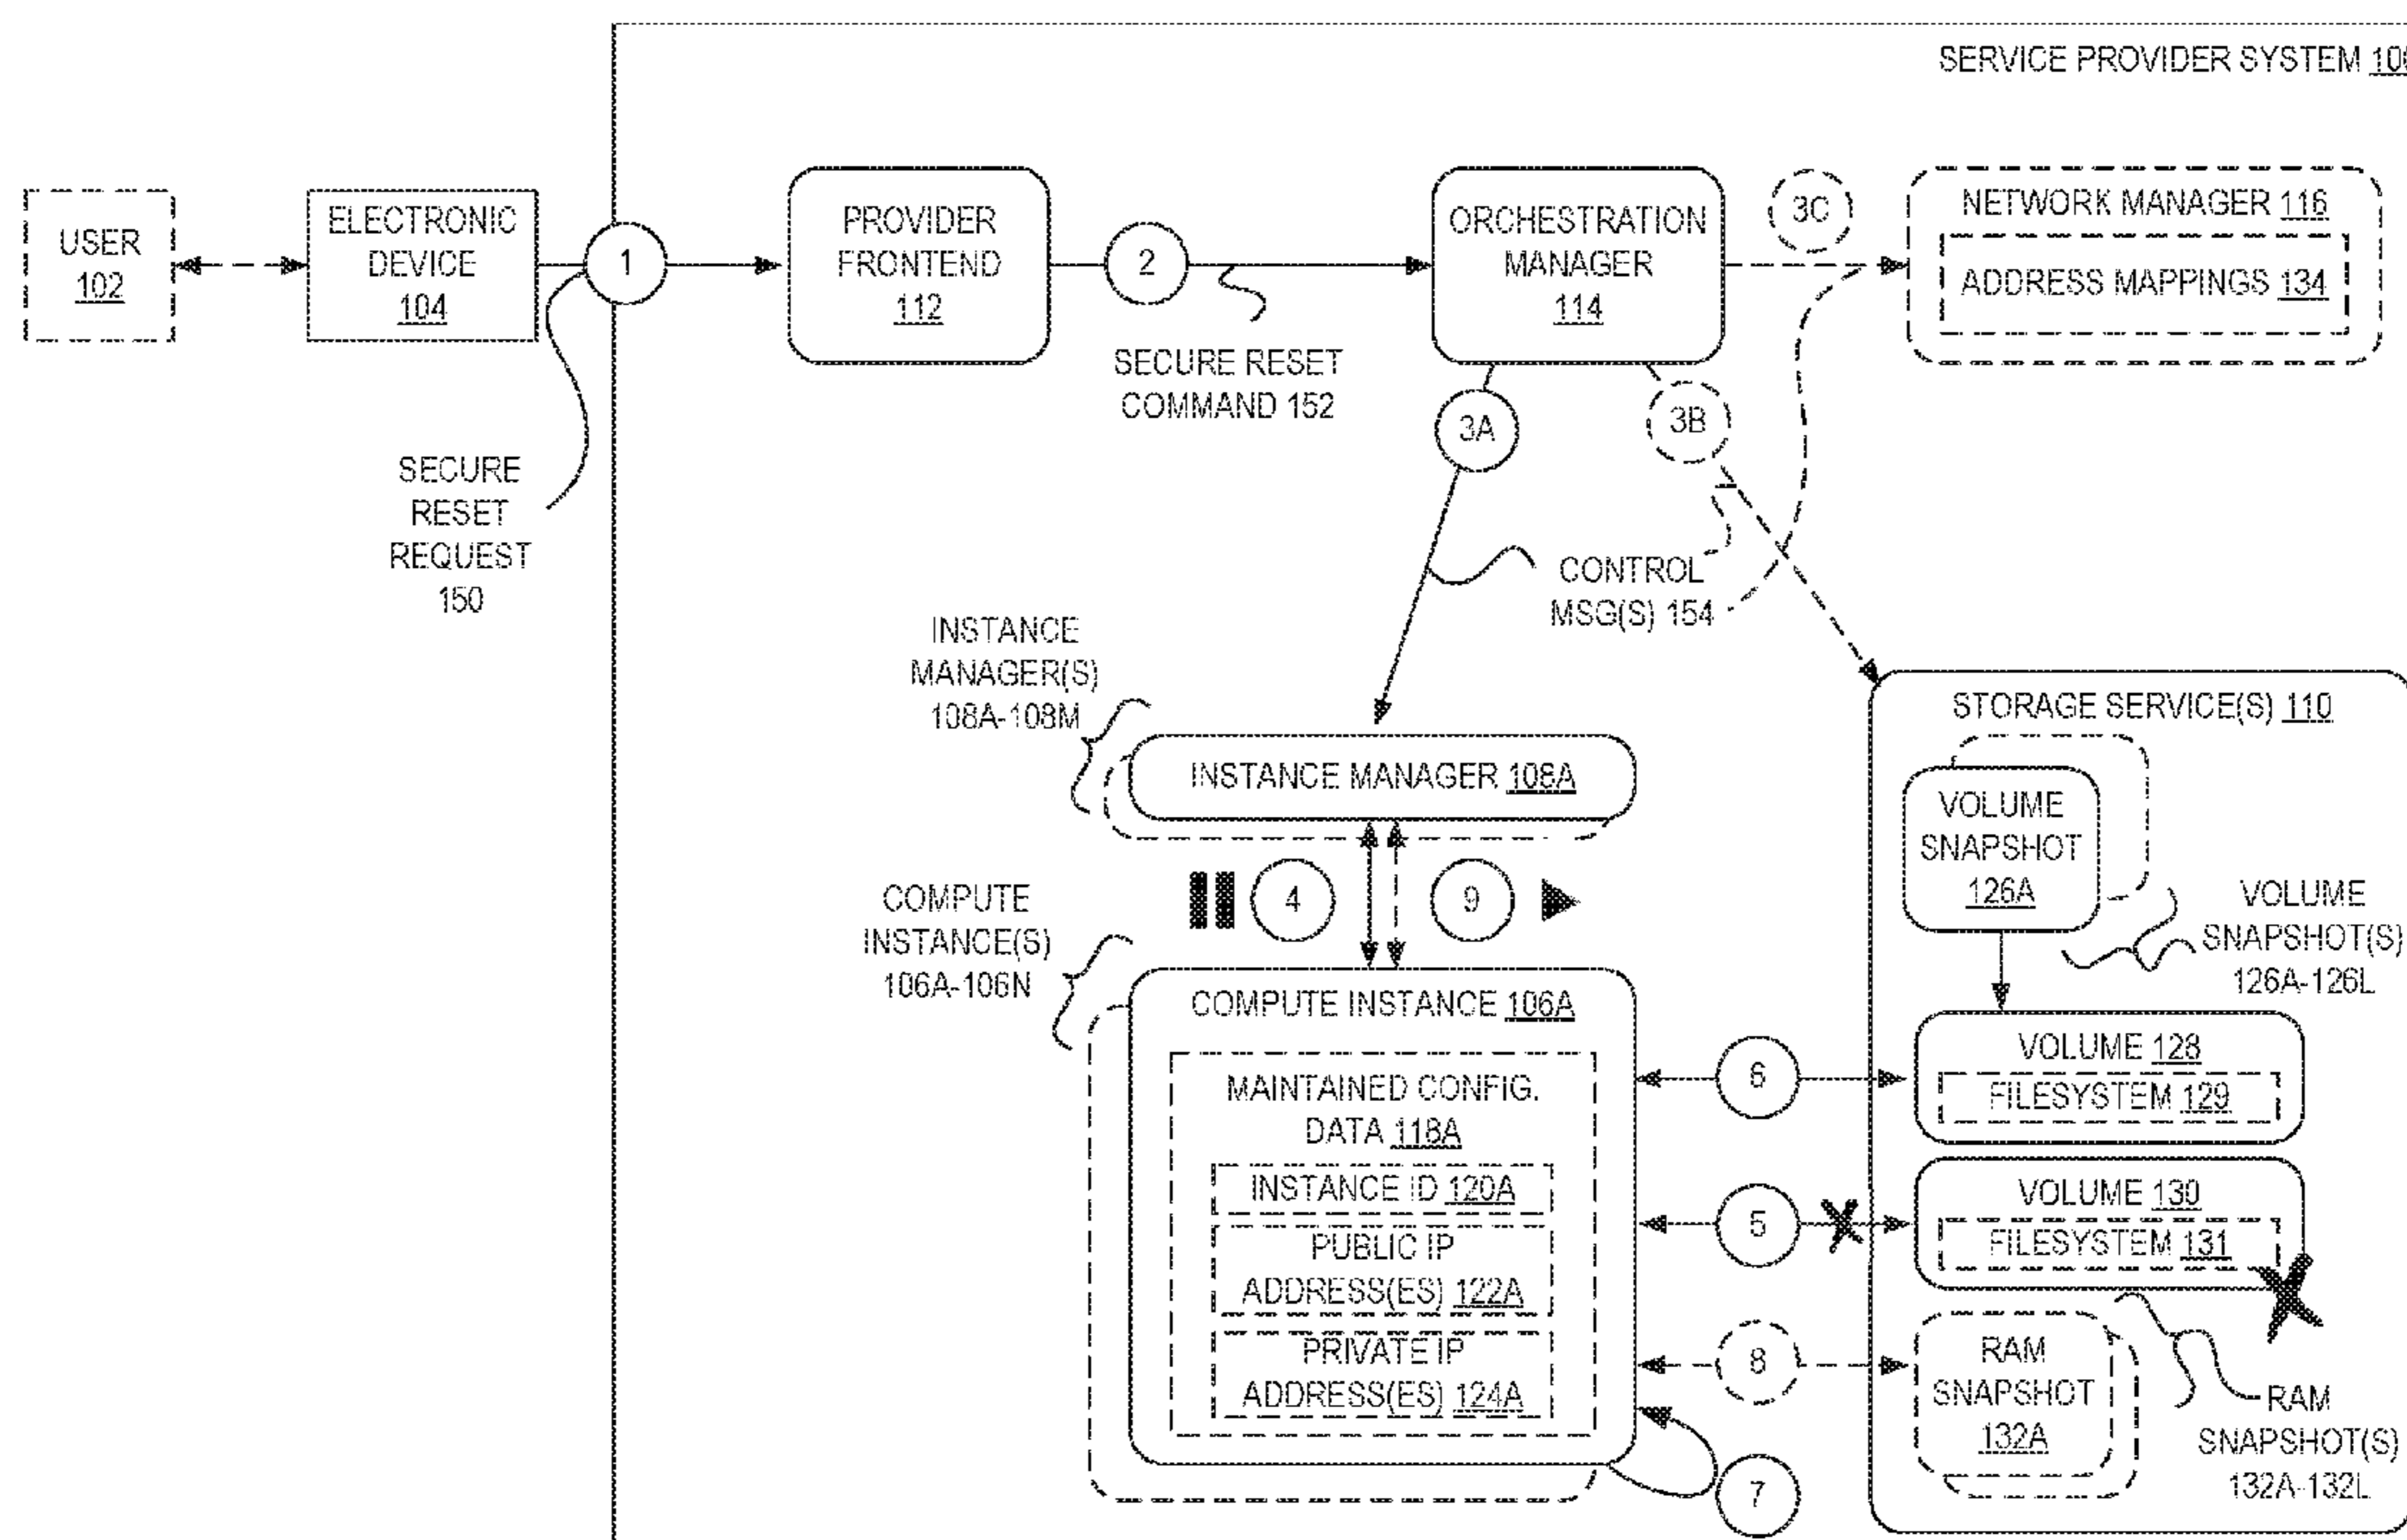 SERVICE PROVIDER SYSTEM
USER
102
ELECTRONIC
DEVICE
104
1
PROVIDER
FRONTEND
112
2
SECURE RESET
COMMAND 152
ORCHESTRATION
MANAGER
114
3C
NETWORK MANAGER 116
ADDRESS MAPPINGS 134
3A
3B
SECURE
RESET
REQUEST
150
CONTROL
MSG(S) 154
INSTANCE
MANAGER(S)
108A-108M
INSTANCE MANAGER 108A
4
9
COMPUTE
INSTANCE(S)
106A-106N
COMPUTE INSTANCE 106A
MAINTAINED CONFIG.
DATA 118A
INSTANCE ID 120A
PUBLIC IP
ADDRESS(ES) 122A
PRIVATE IP
ADDRESS(ES) 124A
6
5
8
7
STORAGE SERVICE(S) 110
VOLUME
SNAPSHOT
126A
VOLUME
SNAPSHOT(S)
126A-126L
VOLUME 128
FILESYSTEM 129
VOLUME 130
FILESYSTEM 131
RAM
SNAPSHOT
132A
RAM
SNAPSHOT(S)
132A-132L